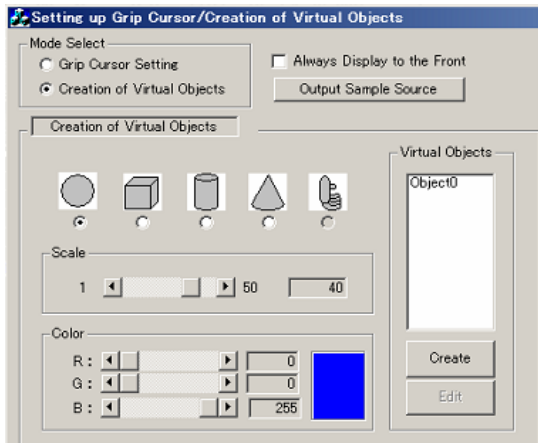 Setting up Grip Cursor/Creation of Virtual Objects
Mode Select
Grip Cursor Setting
Creation of Virtual Objects
Always Display to the Front
Output Sample Source
Creation of Virtual Objects
Virtual Objects
Object0
Scale
1 50 40
Color
R: 0
G: 0
B: 255
Create
Edit